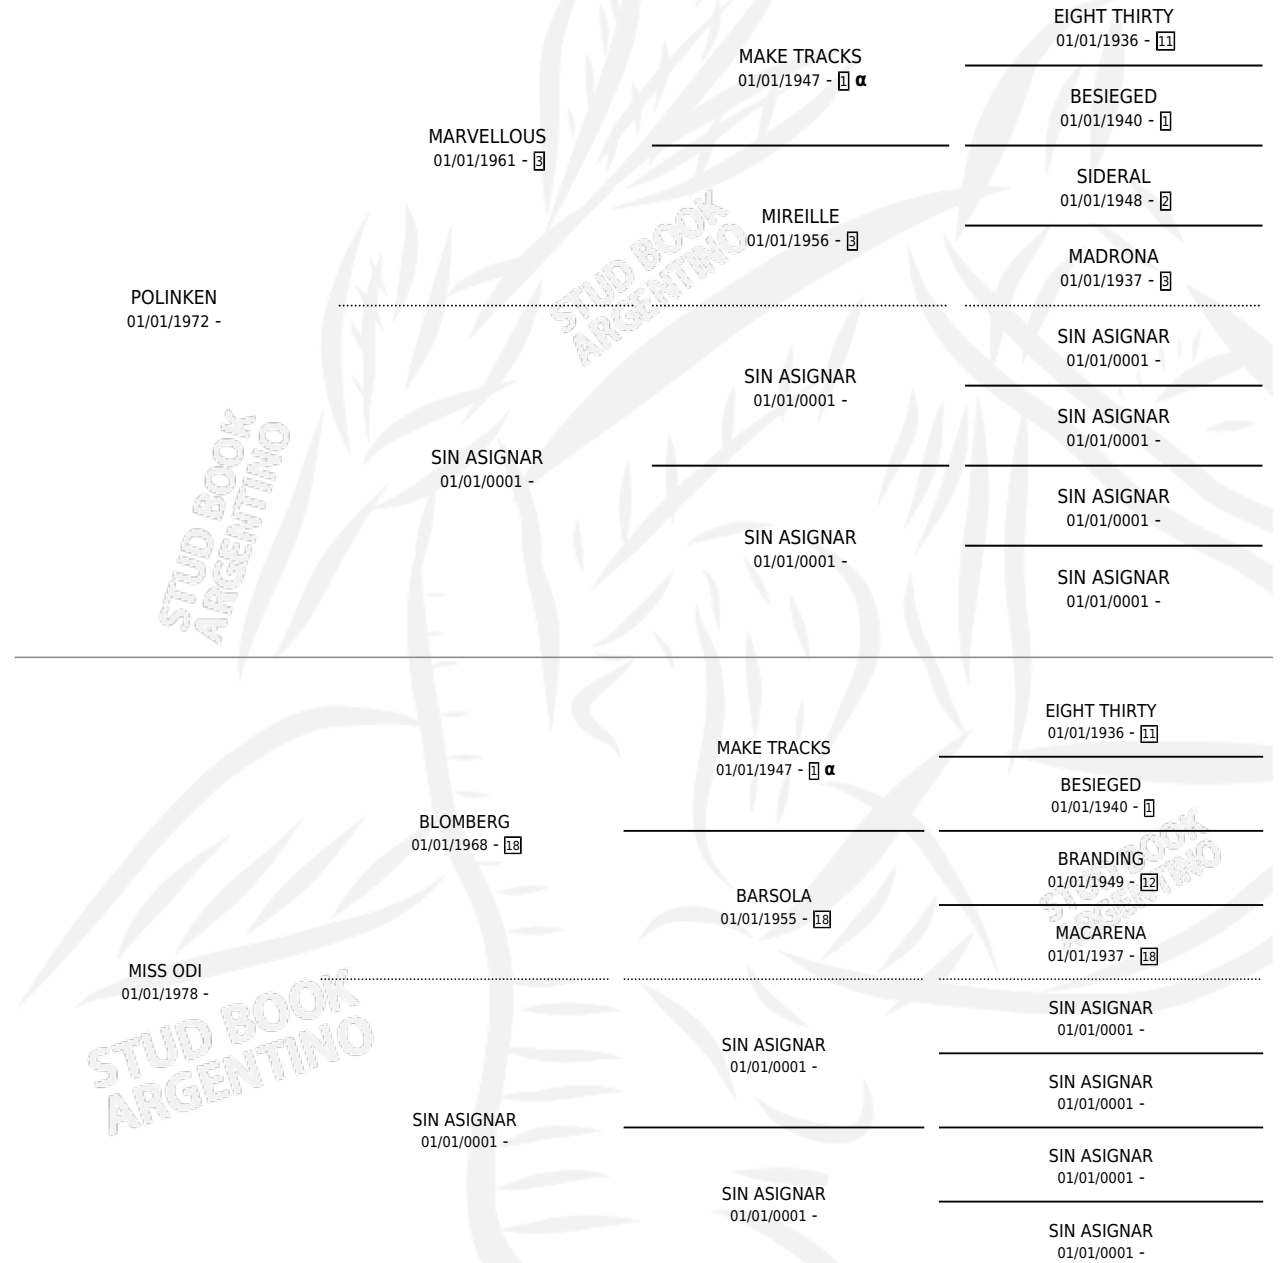 EIGHT THIRTY
01/01/1936 - 11
MAKE TRACKS
01/01/1947 - 1 α
BESIEGED
01/01/1940 - 1
MARVELLOUS
01/01/1961 - 3
SIDERAL
01/01/1948 - 2
MIREILLE
01/01/1956 - 3
MADRONA
01/01/1937 - 3
POLINKEN
01/01/1972 -
SIN ASIGNAR
01/01/0001 -
SIN ASIGNAR
01/01/0001 -
SIN ASIGNAR
01/01/0001 -
SIN ASIGNAR
01/01/0001 -
SIN ASIGNAR
01/01/0001 -
SIN ASIGNAR
01/01/0001 -
SIN ASIGNAR
01/01/0001 -
STUD BOOK
ARGENTINO
STUD BOOK
ARGENTINO
EIGHT THIRTY
01/01/1936 - 11
MAKE TRACKS
01/01/1947 - 1 α
BESIEGED
01/01/1940 - 1
BLOMBERG
01/01/1968 - 18
BRANDING
01/01/1949 - 12
BARSOLA
01/01/1955 - 18
MACARENA
01/01/1937 - 18
STUD BOOK
ARGENTINO
MISS ODI
01/01/1978 -
STUD BOOK
ARGENTINO
SIN ASIGNAR
01/01/0001 -
SIN ASIGNAR
01/01/0001 -
SIN ASIGNAR
01/01/0001 -
SIN ASIGNAR
01/01/0001 -
SIN ASIGNAR
01/01/0001 -
SIN ASIGNAR
01/01/0001 -
SIN ASIGNAR
01/01/0001 -